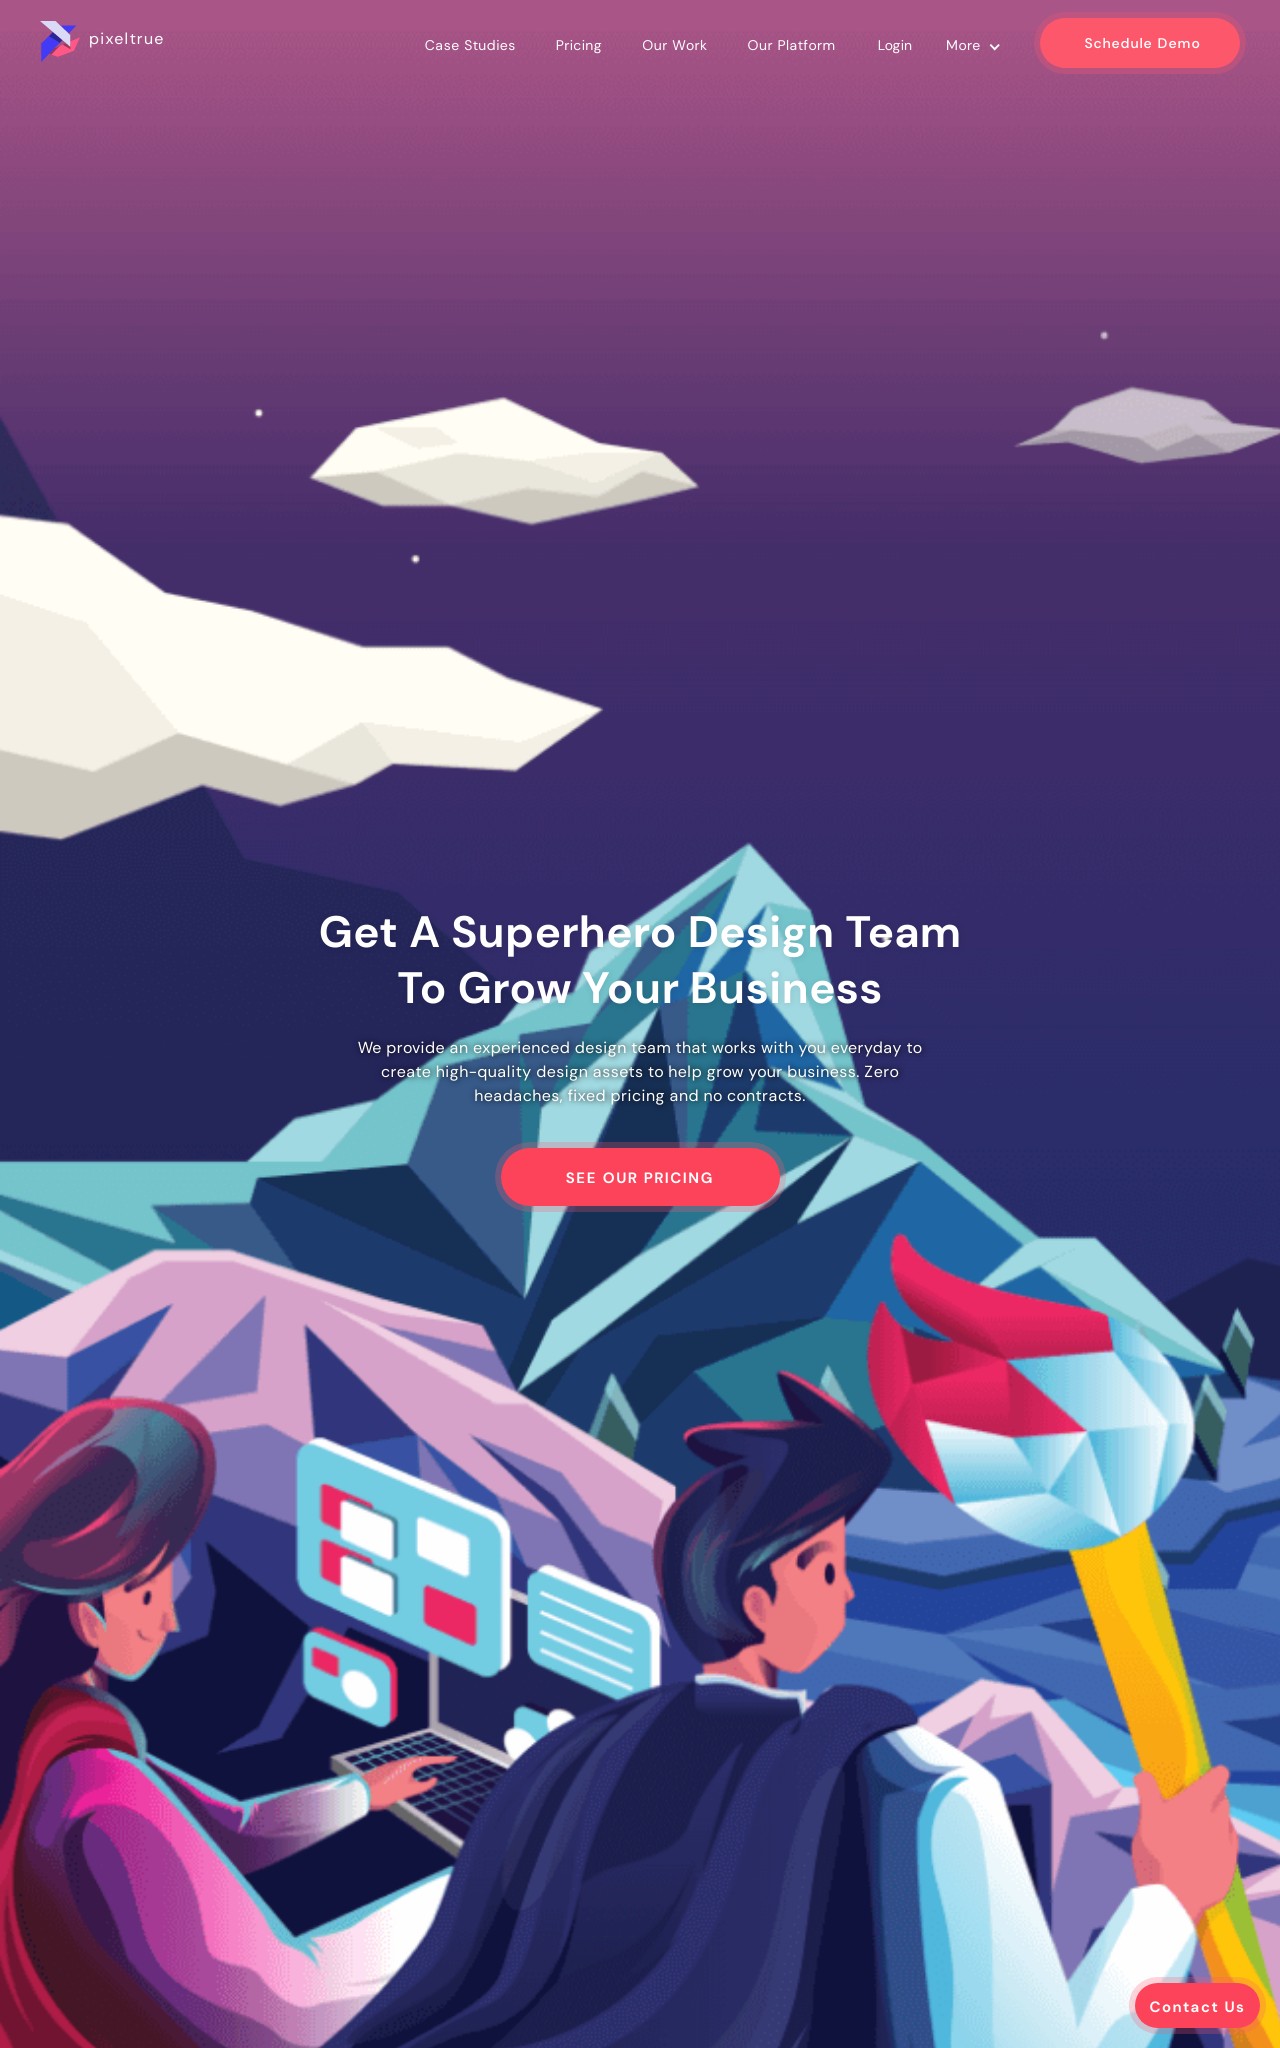 pixeltrue
Case Studies
Pricing
Our Work
Our Platform
Login
More
Schedule Demo
Get A Superhero Design Team
To Grow Your Business
We provide an experienced design team that works with you everyday to
create high-quality design assets to help grow your business. Zero
headaches, fixed pricing and no contracts.
SEE OUR PRICING
Contact Us